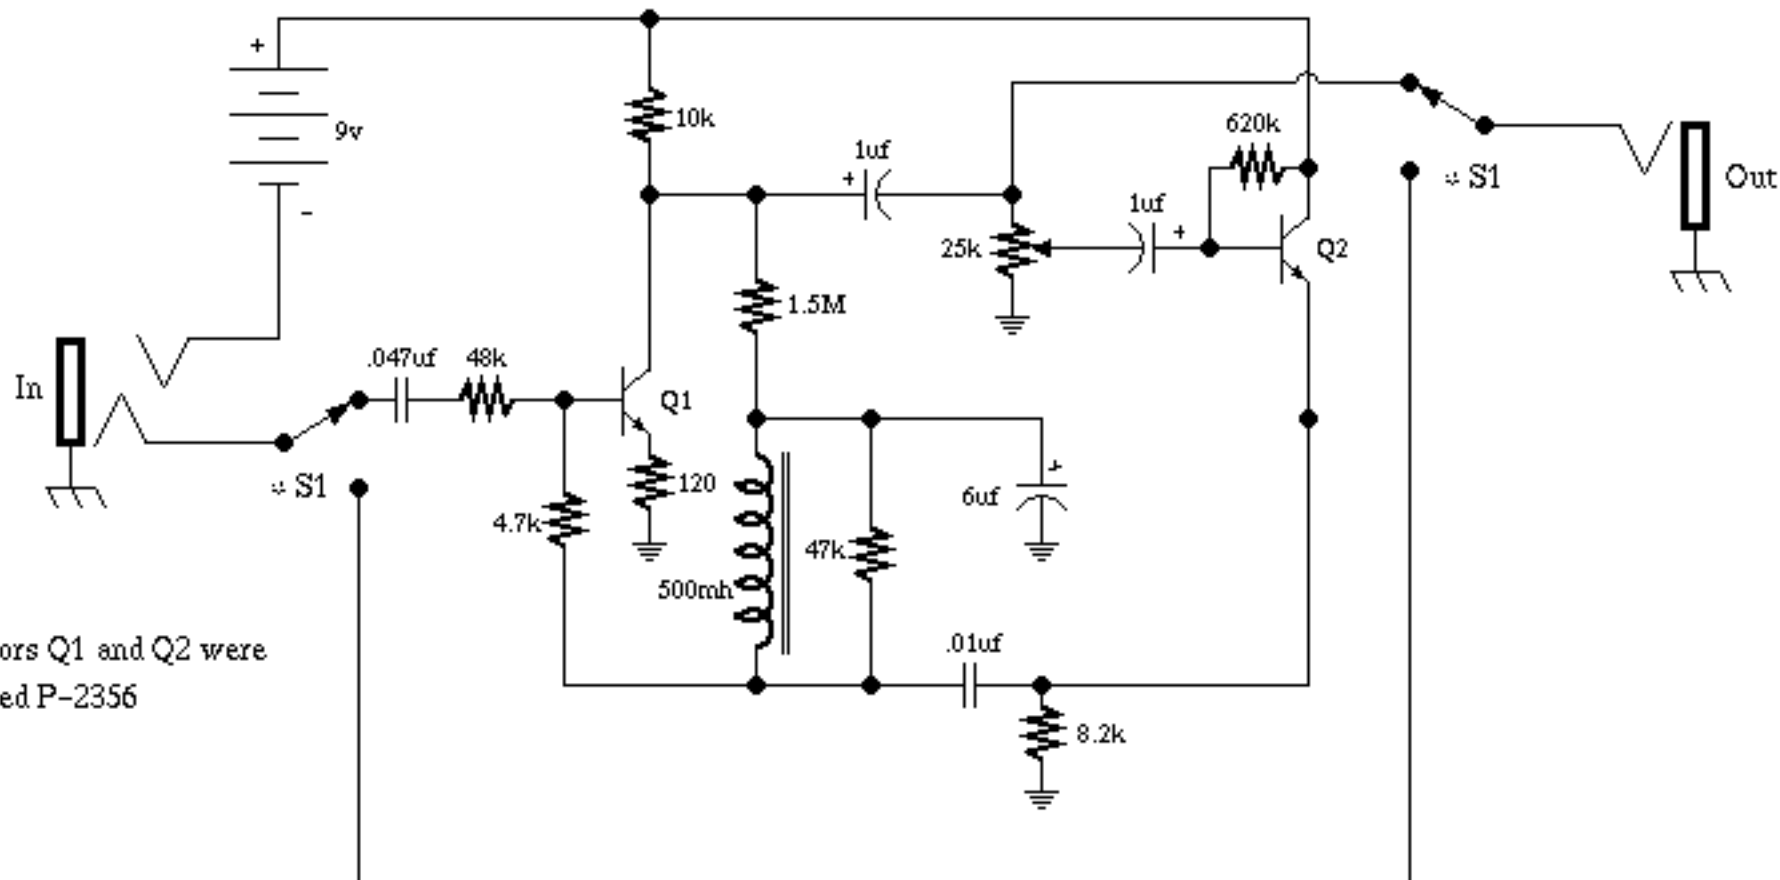 +
9v
-
10k
1uf
+
620k
* S1
Out
1uf
+
25k
Q2
1.5M
In
.047uf
48k
Q1
* S1
120
4.7k
+
6uf
47k
500mh
.01uf
ors Q1 and Q2 were
ed P-2356
8.2k